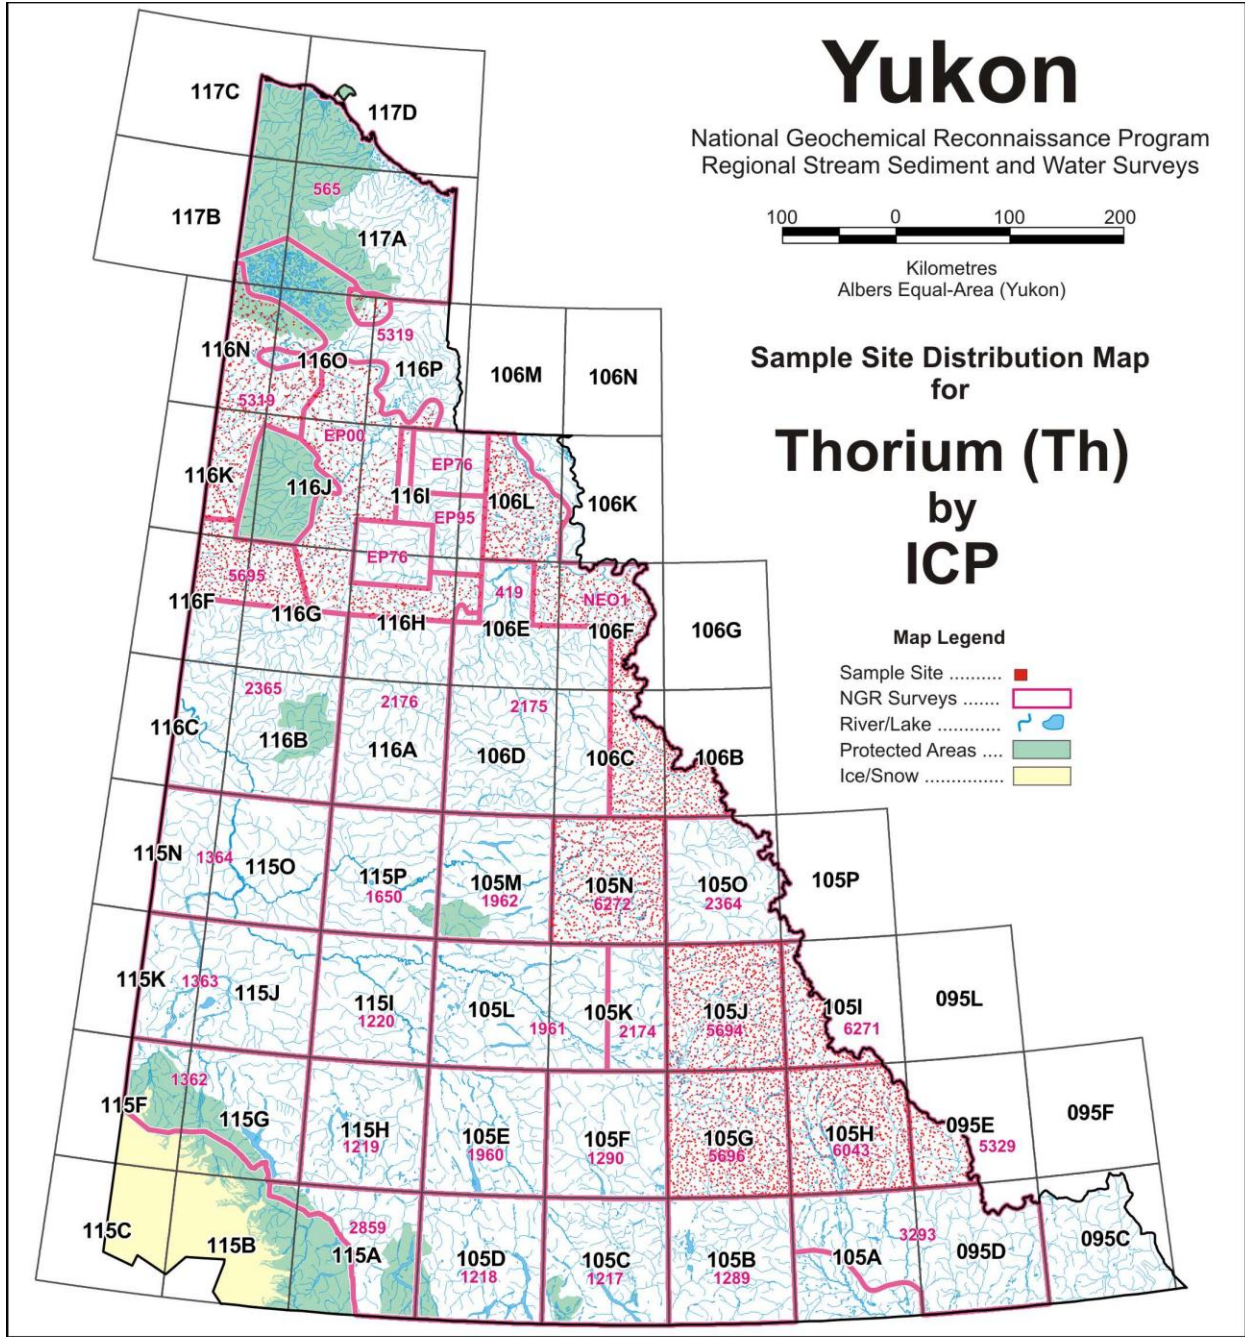 Yukon
National Geochemical Reconnaissance Program
Regional Stream Sediment and Water Surveys
100 0 100 200
Kilometres
Albers Equal-Area (Yukon)
Sample Site Distribution Map
for
Thorium (Th)
by
ICP
Map Legend
Sample Site ..........
NGR Surveys .......
River/Lake ............
Protected Areas ....
Ice/Snow ...............
117C
117D
565
117B
117A
5319
116N
116O
116P
106M
106N
5319
EP00
EP76
116K
116J
116I
106L
106K
EP95
EP76
5695
419
NEO1
116F
116G
116H
106E
106F
106G
2365
2176
2175
116C
116B
116A
106D
106C
106B
115N
1364
115O
115P
1650
105M
1962
105N
6272
105O
2364
105P
115K
1363
115J
115I
1220
105L
1961
105K
2174
105J
5694
105I
6271
095L
1362
115F
115G
115H
1219
105E
1960
105F
1290
105G
5696
105H
6043
095E
5329
095F
115C
115B
2859
115A
105D
1218
105C
1217
105B
1289
105A
3293
095D
095C